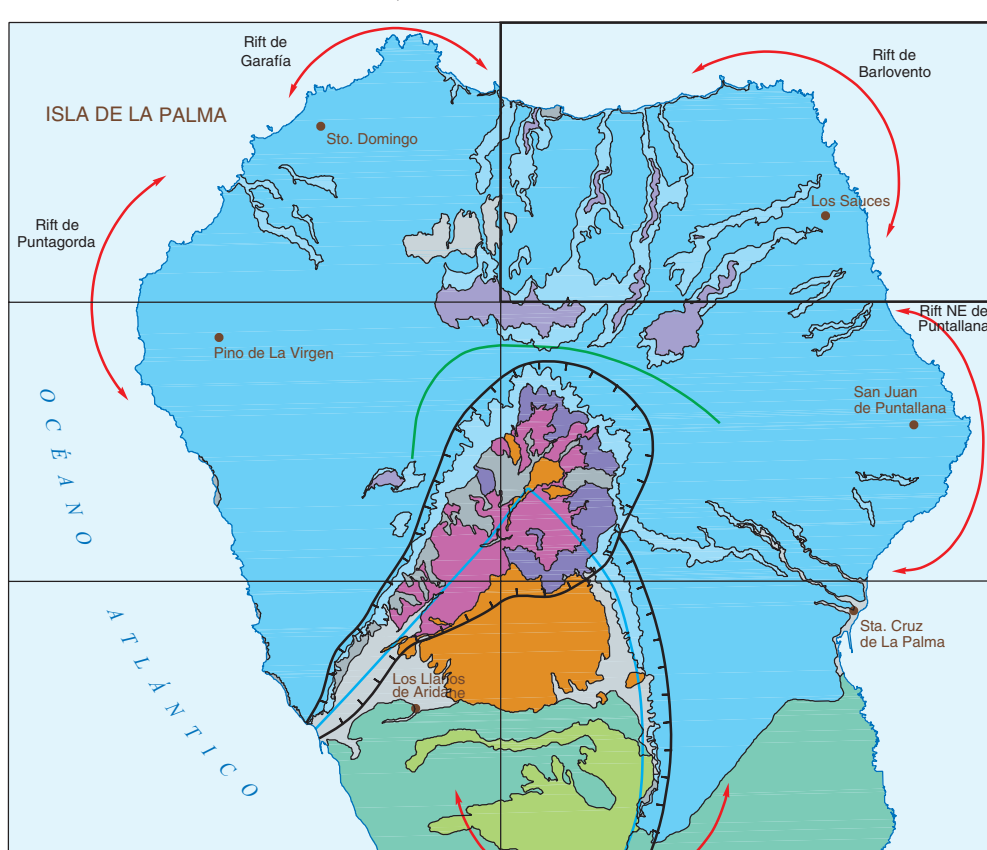 Rift de
Garafía
Rift de
Barlovento
ISLA DE LA PALMA
Sto. Domingo
Los Sauces
Rift de
Puntagorda
Rift NE de
Puntallana
Pino de La Virgen
San Juan
de Puntallana
OCÉANO
ATLÁNTICO
Sta. Cruz
de La Palma
Los Llanos
de Aridane